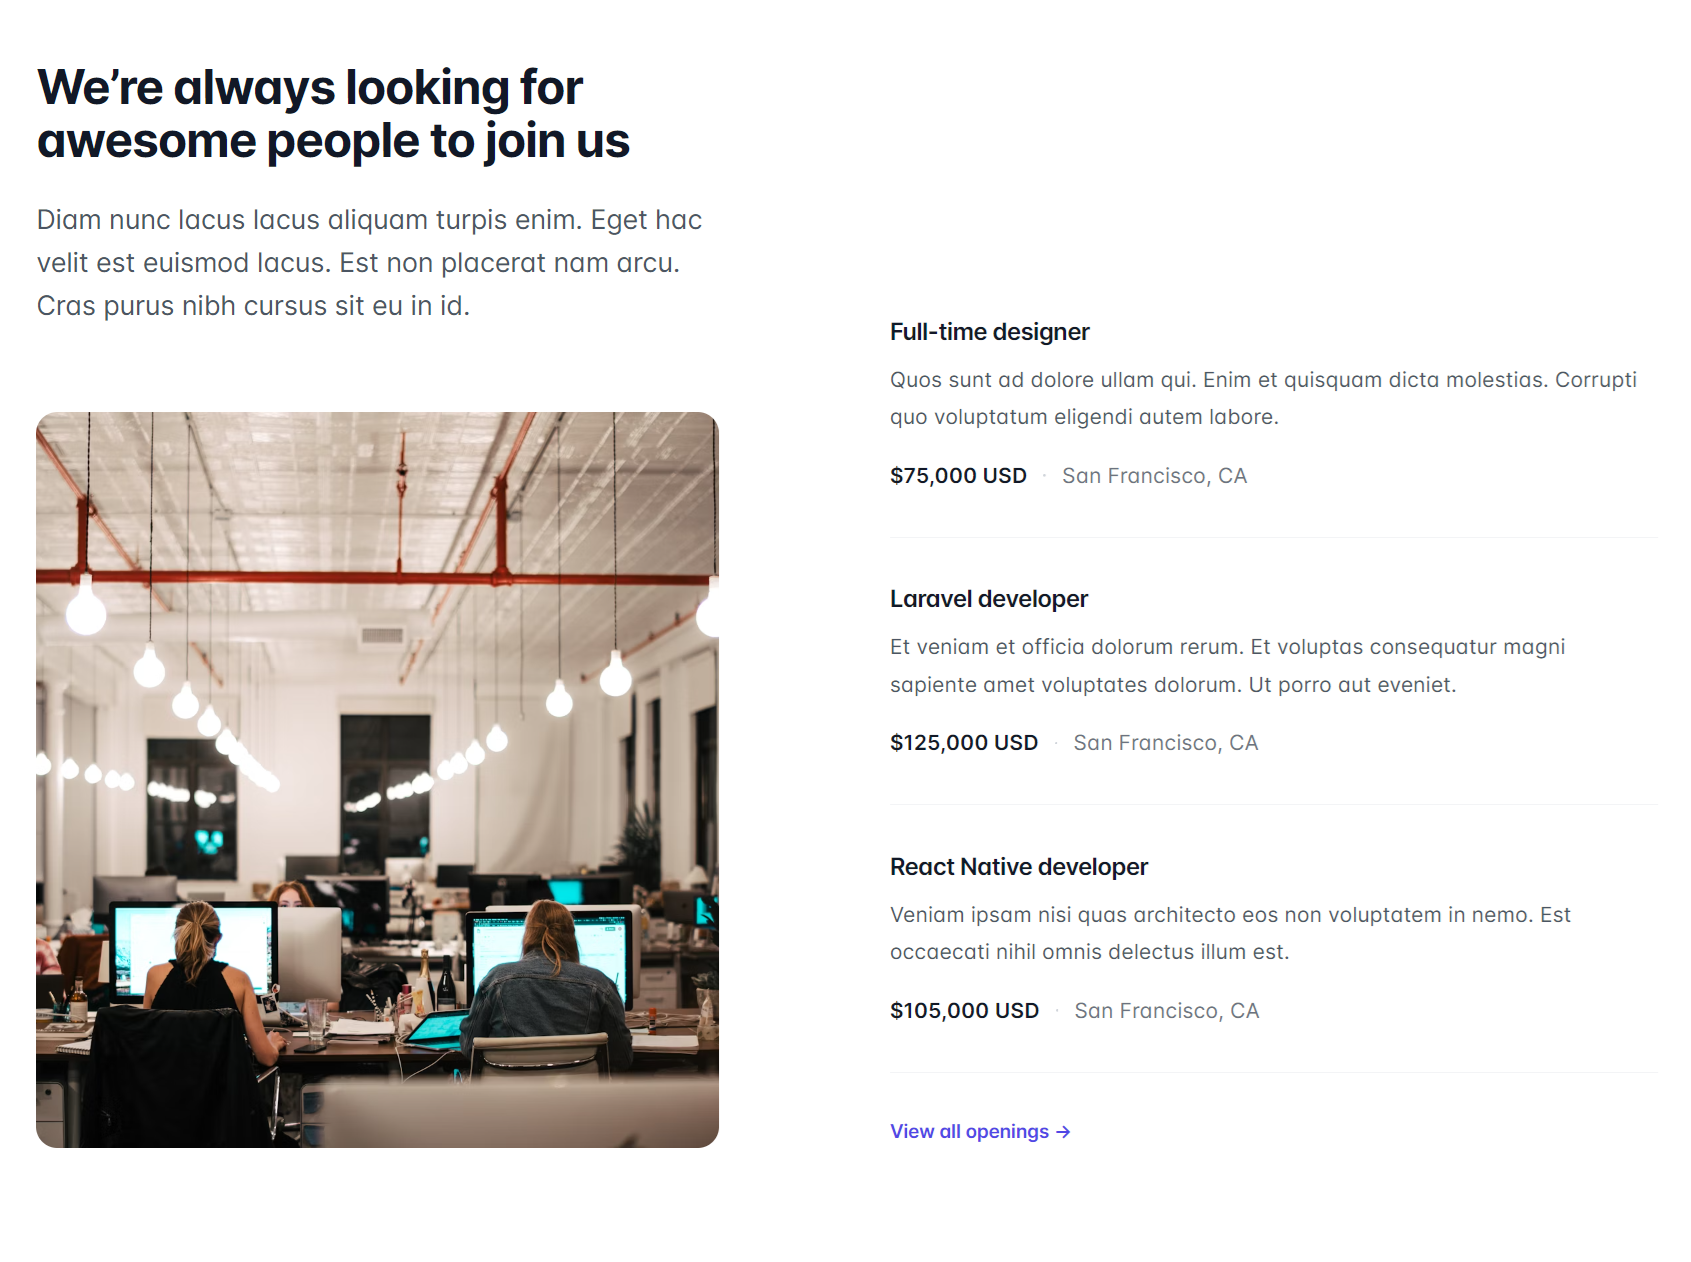 We’re always looking for
awesome people to join us
Diam nunc lacus lacus aliquam turpis enim. Eget hac
velit est euismod lacus. Est non placerat nam arcu.
Cras purus nibh cursus sit eu in id.
Full-time designer
Quos sunt ad dolore ullam qui. Enim et quisquam dicta molestias. Corrupti
quo voluptatum eligendi autem labore.
$75,000 USD · San Francisco, CA
Laravel developer
Et veniam et officia dolorum rerum. Et voluptas consequatur magni
sapiente amet voluptates dolorum. Ut porro aut eveniet.
$125,000 USD · San Francisco, CA
React Native developer
Veniam ipsam nisi quas architecto eos non voluptatem in nemo. Est
occaecati nihil omnis delectus illum est.
$105,000 USD · San Francisco, CA
View all openings →